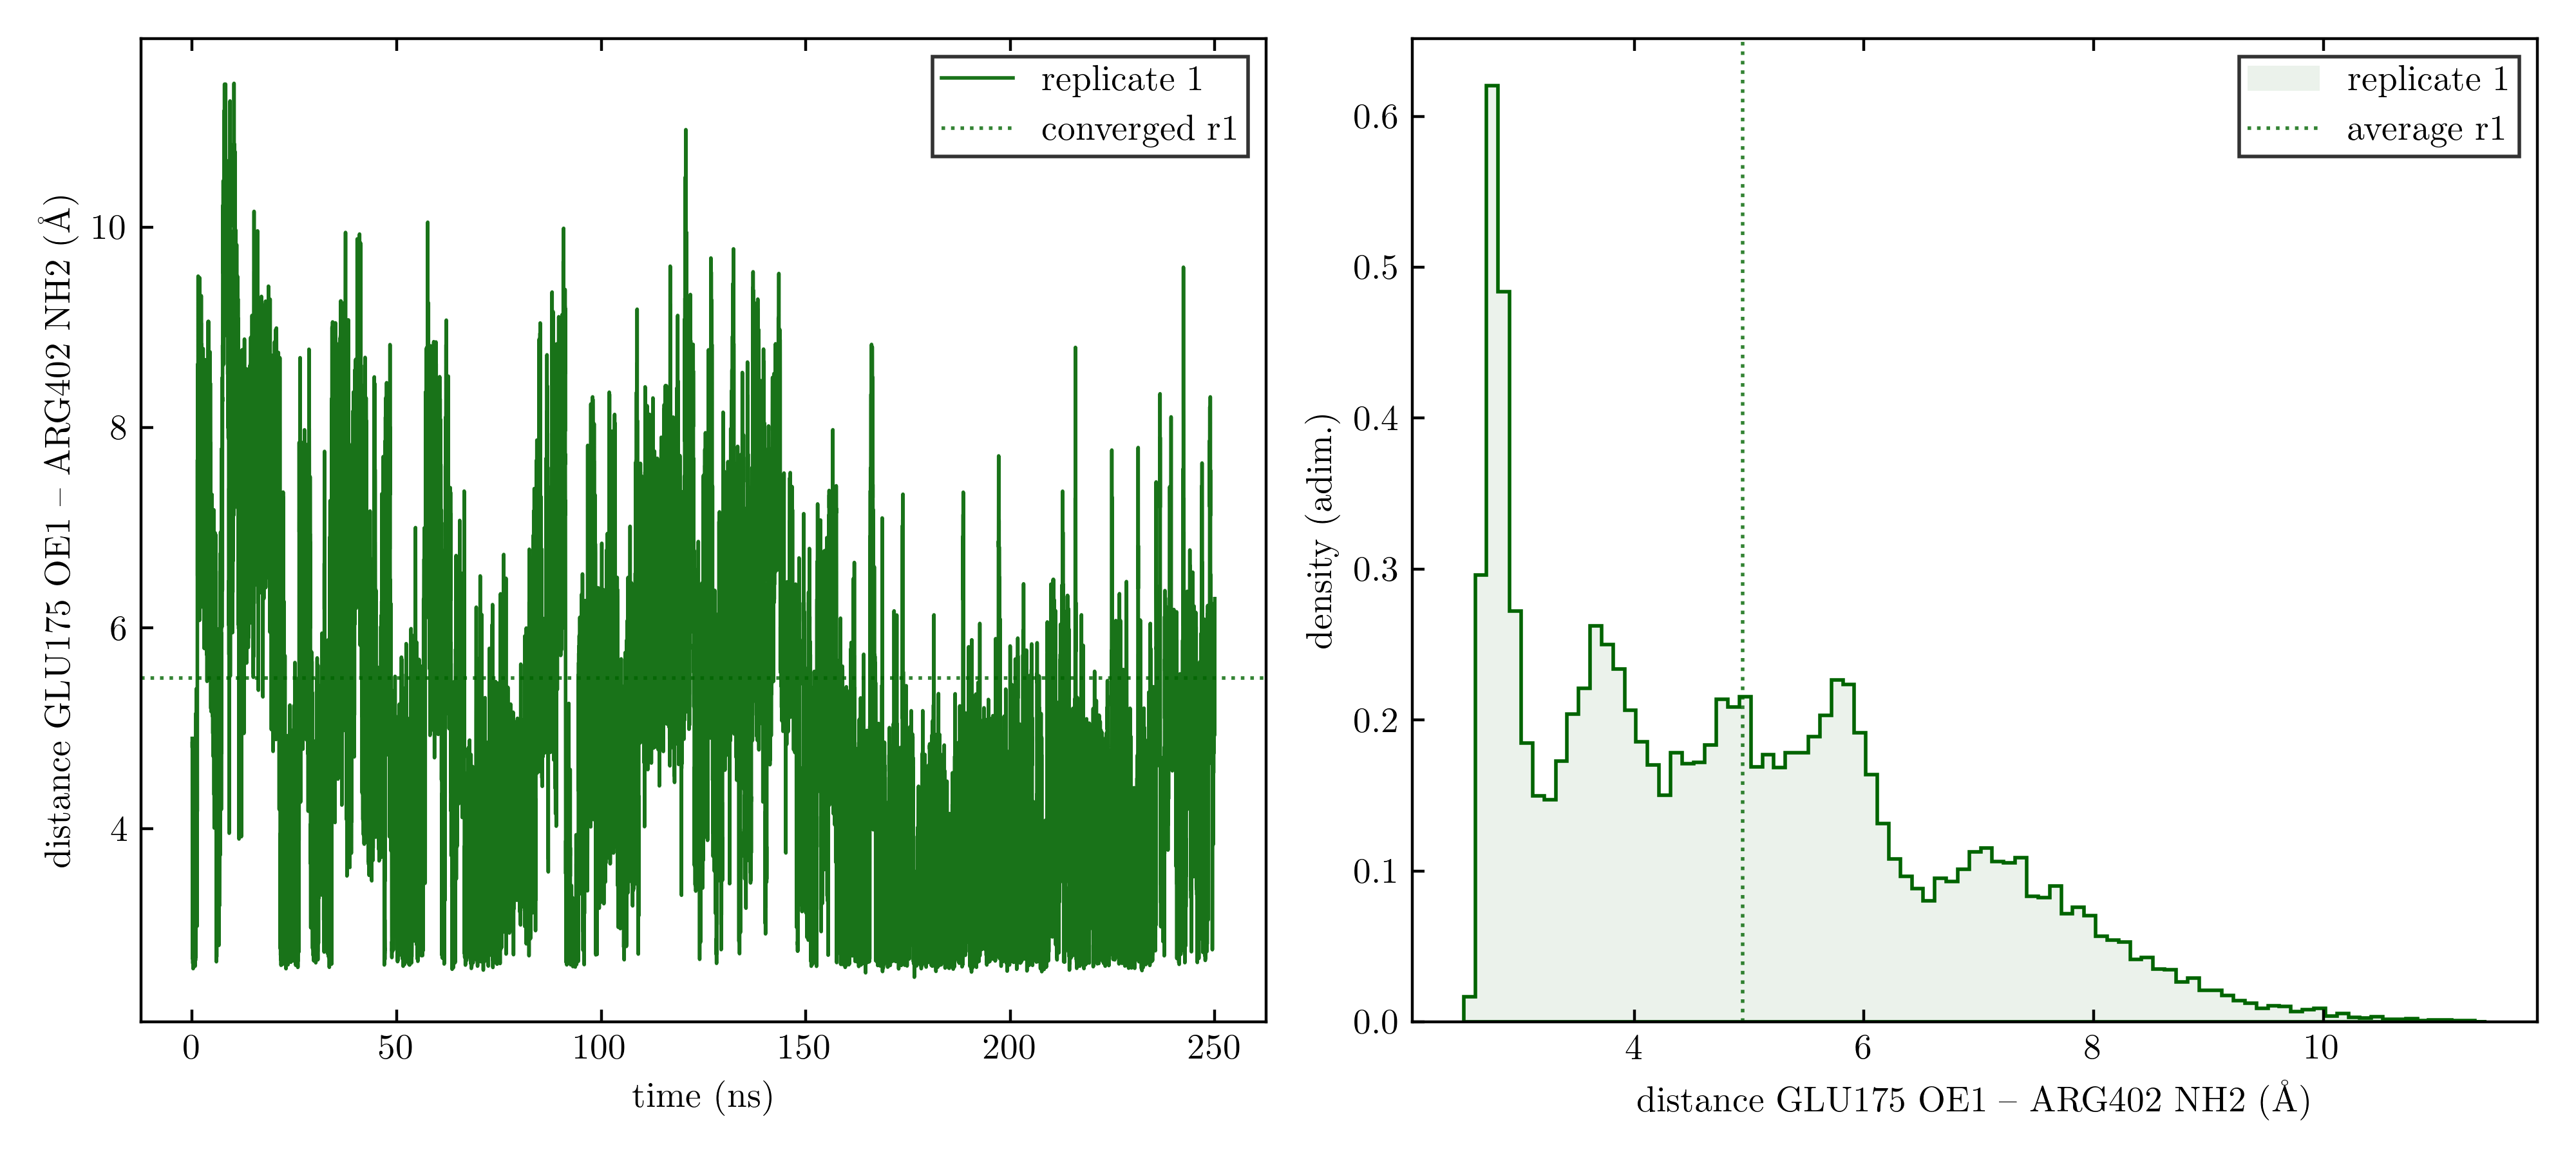 distance GLU175 OE1 – ARG402 NH2 (Å)
10
8
6
4
0
50
100
150
200
250
time (ns)
replicate 1
converged r1
density (adim.)
0.6
0.5
0.4
0.3
0.2
0.1
0.0
4
6
8
10
distance GLU175 OE1 – ARG402 NH2 (Å)
replicate 1
average r1